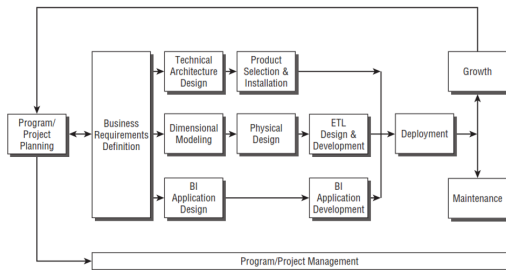 Technical
Architecture
Design
Product
Selection &
Installation
Growth
Program/
Project
Planning
Business
Requirements
Definition
Dimensional
Modeling
Physical
Design
ETL
Design &
Development
Deployment
BI
Application
Design
BI
Application
Development
Maintenance
Program/Project Management